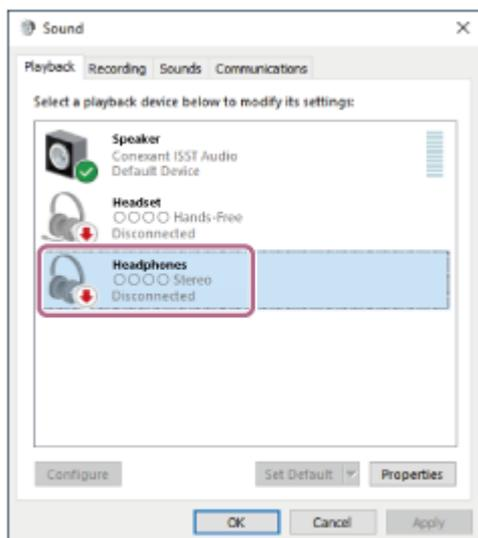 Sound
Playback Recording Sounds Communications
Select a playback device below to modify its settings:
Speaker
Conexant ISST Audio
Default Device
Headset
○○○○ Hands-Free
Disconnected
Headphones
○○○○ Stereo
Disconnected
Configure Set Default Properties
OK Cancel Apply